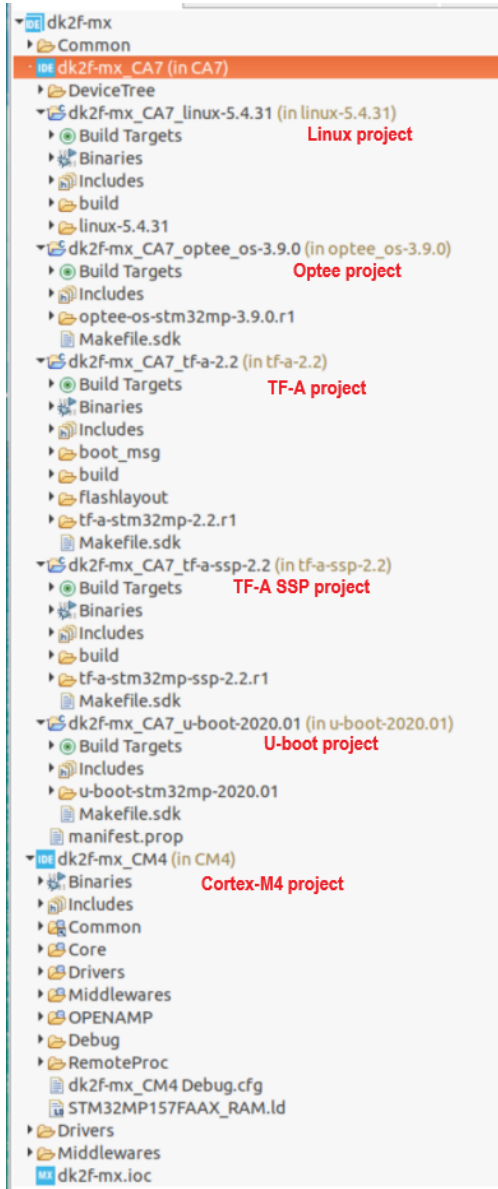 IDE dk2f-mx
Common
IDE dk2f-mx_CA7 (in CA7)
DeviceTree
dk2f-mx_CA7_linux-5.4.31 (in linux-5.4.31)
Build Targets Linux project
Binaries
Includes
build
linux-5.4.31
dk2f-mx_CA7_optee_os-3.9.0 (in optee_os-3.9.0)
Build Targets Optee project
Includes
optee-os-stm32mp-3.9.0.r1
Makefile.sdk
dk2f-mx_CA7_tf-a-2.2 (in tf-a-2.2)
Build Targets TF-A project
Binaries
Includes
boot_msg
build
flashlayout
tf-a-stm32mp-2.2.r1
Makefile.sdk
dk2f-mx_CA7_tf-a-ssp-2.2 (in tf-a-ssp-2.2)
Build Targets TF-A SSP project
Binaries
Includes
build
tf-a-stm32mp-ssp-2.2.r1
Makefile.sdk
dk2f-mx_CA7_u-boot-2020.01 (in u-boot-2020.01)
Build Targets U-boot project
Includes
u-boot-stm32mp-2020.01
Makefile.sdk
manifest.prop
IDE dk2f-mx_CM4 (in CM4)
Binaries Cortex-M4 project
Includes
Common
Core
Drivers
Middlewares
OPENAMP
Debug
RemoteProc
dk2f-mx_CM4 Debug.cfg
STM32MP157FAAX_RAM.ld
Drivers
Middlewares
MX dk2f-mx.ioc